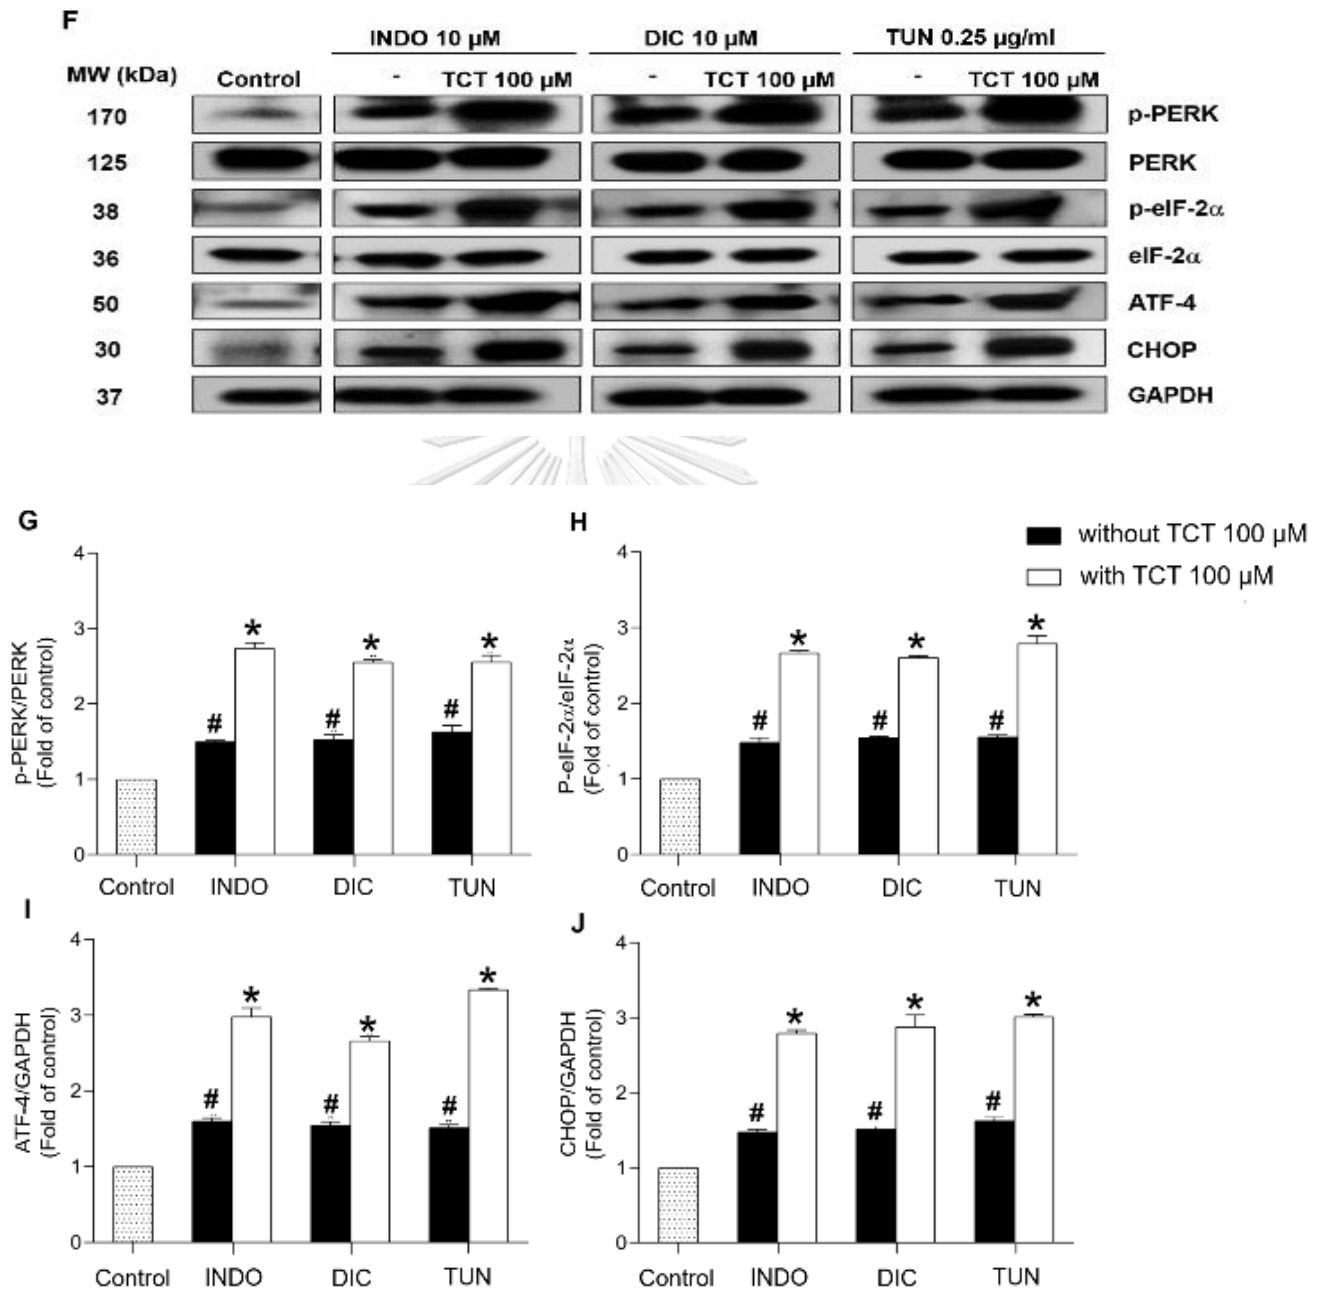 F
INDO 10 µM DIC 10 µM TUN 0.25 µg/ml
MW (kDa) Control - TCT 100 µM - TCT 100 µM - TCT 100 µM
170 p-PERK
125 PERK
38 p-eIF-2α
36 eIF-2α
50 ATF-4
30 CHOP
37 GAPDH
without TCT 100 µM
with TCT 100 µM
G
p-PERK/PERK
(Fold of control)
4
3
2
1
0
* * *
# # #
Control INDO DIC TUN
H
P-eIF-2α/eIF-2α
(Fold of control)
4
3
2
1
0
* * *
# # #
Control INDO DIC TUN
I
ATF-4/GAPDH
(Fold of control)
4
3
2
1
0
* * *
# # #
Control INDO DIC TUN
J
CHOP/GAPDH
(Fold of control)
4
3
2
1
0
* * *
# # #
Control INDO DIC TUN